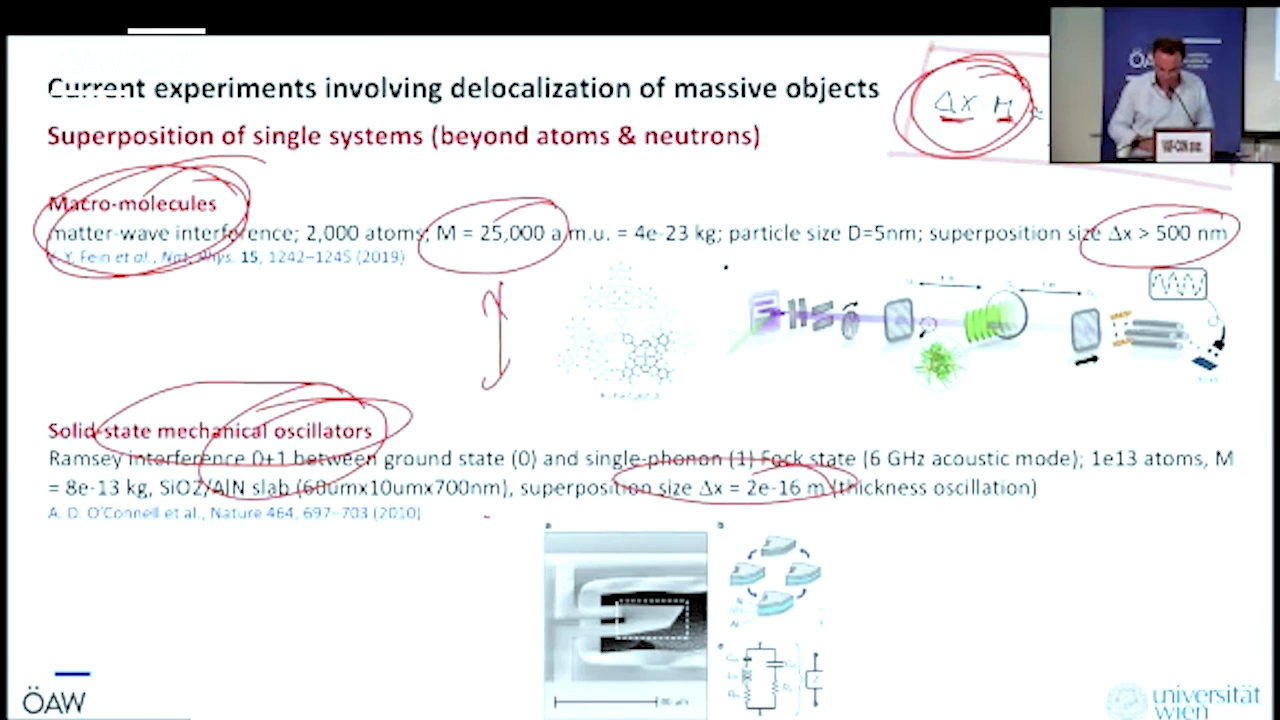 Current experiments involving delocalization of massive objects
Δx · M
Superposition of single systems (beyond atoms & neutrons)
Macro-molecules
matter-wave interference; 2,000 atoms; M = 25,000 a.m.u. = 4e-23 kg; particle size D=5nm; superposition size Δx > 500 nm
Y. Fein et al., Nat. Phys. 15, 1242–1245 (2019)
Solid-state mechanical oscillators
Ramsey interference 0+1 between ground state (0) and single-phonon (1) Fock state (6 GHz acoustic mode); 1e13 atoms, M
= 8e-13 kg, SiO2/AlN slab (60umx10umx700nm), superposition size Δx = 2e-16 m (thickness oscillation)
A. D. O'Connell et al., Nature 464, 697–703 (2010)
ÖAW
universität
wien